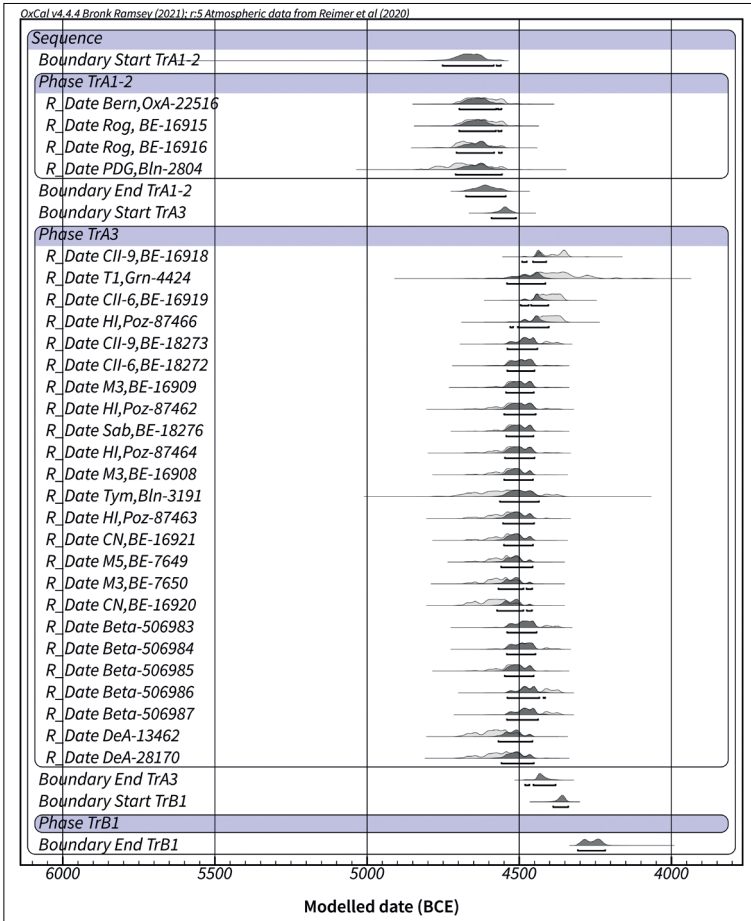 OxCal v4.4.4 Bronk Ramsey (2021); r:5 Atmospheric data from Reimer et al (2020)
Sequence
Boundary Start TrA1-2
Phase TrA1-2
R_Date Bern,OxA-22516
R_Date Rog, BE-16915
R_Date Rog, BE-16916
R_Date PDG,Bln-2804
Boundary End TrA1-2
Boundary Start TrA3
Phase TrA3
R_Date CII-9,BE-16918
R_Date T1,Grn-4424
R_Date CII-6,BE-16919
R_Date HI,Poz-87466
R_Date CII-9,BE-18273
R_Date CII-6,BE-18272
R_Date M3,BE-16909
R_Date HI,Poz-87462
R_Date Sab,BE-18276
R_Date HI,Poz-87464
R_Date M3,BE-16908
R_Date Tym,Bln-3191
R_Date HI,Poz-87463
R_Date CN,BE-16921
R_Date M5,BE-7649
R_Date M3,BE-7650
R_Date CN,BE-16920
R_Date Beta-506983
R_Date Beta-506984
R_Date Beta-506985
R_Date Beta-506986
R_Date Beta-506987
R_Date DeA-13462
R_Date DeA-28170
Boundary End TrA3
Boundary Start TrB1
Phase TrB1
Boundary End TrB1
6000 5500 5000 4500 4000
Modelled date (BCE)